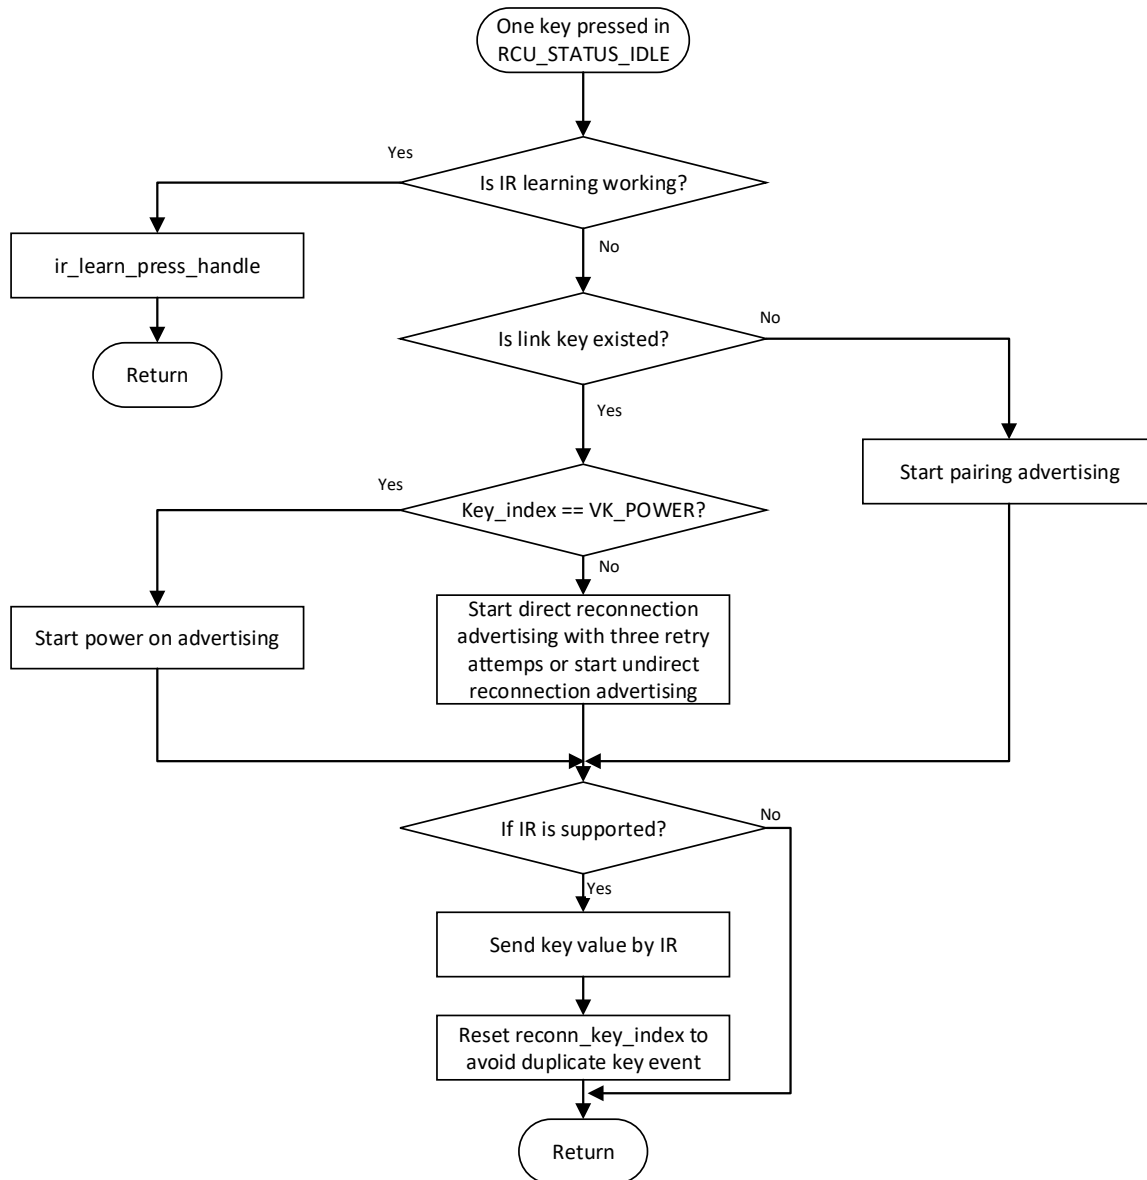 One key pressed in
RCU_STATUS_IDLE
Yes
Is IR learning working?
No
ir_learn_press_handle
Return
Is link key existed?
No
Yes
Start pairing advertising
Yes
Key_index == VK_POWER?
No
Start power on advertising
Start direct reconnection
advertising with three retry
attemps or start undirect
reconnection advertising
If IR is supported?
No
Yes
Send key value by IR
Reset reconn_key_index to
avoid duplicate key event
Return